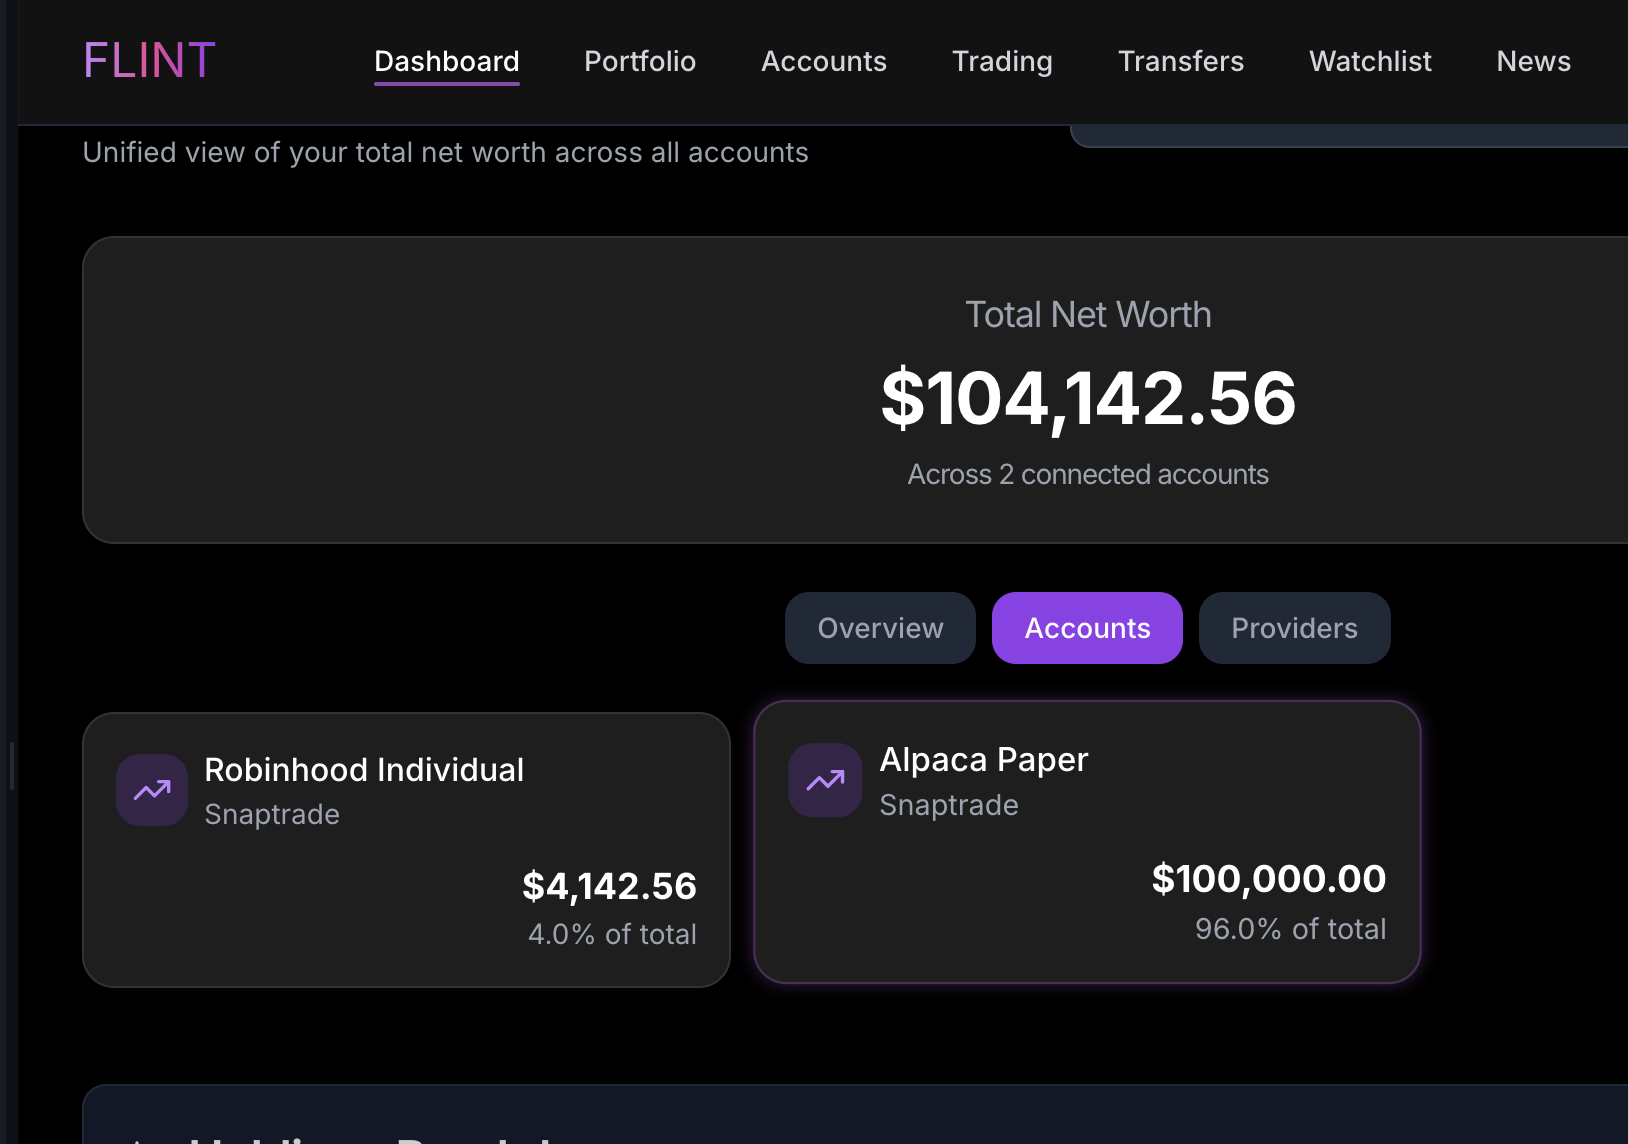 FLINT
Dashboard
Portfolio
Accounts
Trading
Transfers
Watchlist
News
Unified view of your total net worth across all accounts
Total Net Worth
$104,142.56
Across 2 connected accounts
Overview
Accounts
Providers
Robinhood Individual
Snaptrade
$4,142.56
4.0% of total
Alpaca Paper
Snaptrade
$100,000.00
96.0% of total